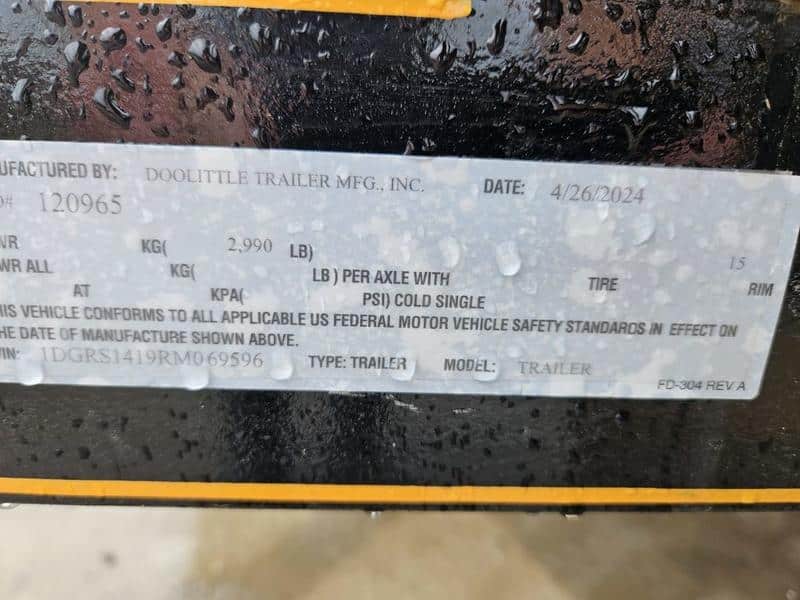 UFACTURED BY: DOOLITTLE TRAILER MFG., INC. DATE: 4/26/2024
# 120965
VR KG( 2,990 LB)
WR ALL KG( LB ) PER AXLE WITH TIRE 15 RIM
AT KPA( PSI) COLD SINGLE
HIS VEHICLE CONFORMS TO ALL APPLICABLE US FEDERAL MOTOR VEHICLE SAFETY STANDARDS IN EFFECT ON
HE DATE OF MANUFACTURE SHOWN ABOVE.
VIN: 1DGRS1419RM069596 TYPE: TRAILER MODEL: TRAILER
FD-304 REV A